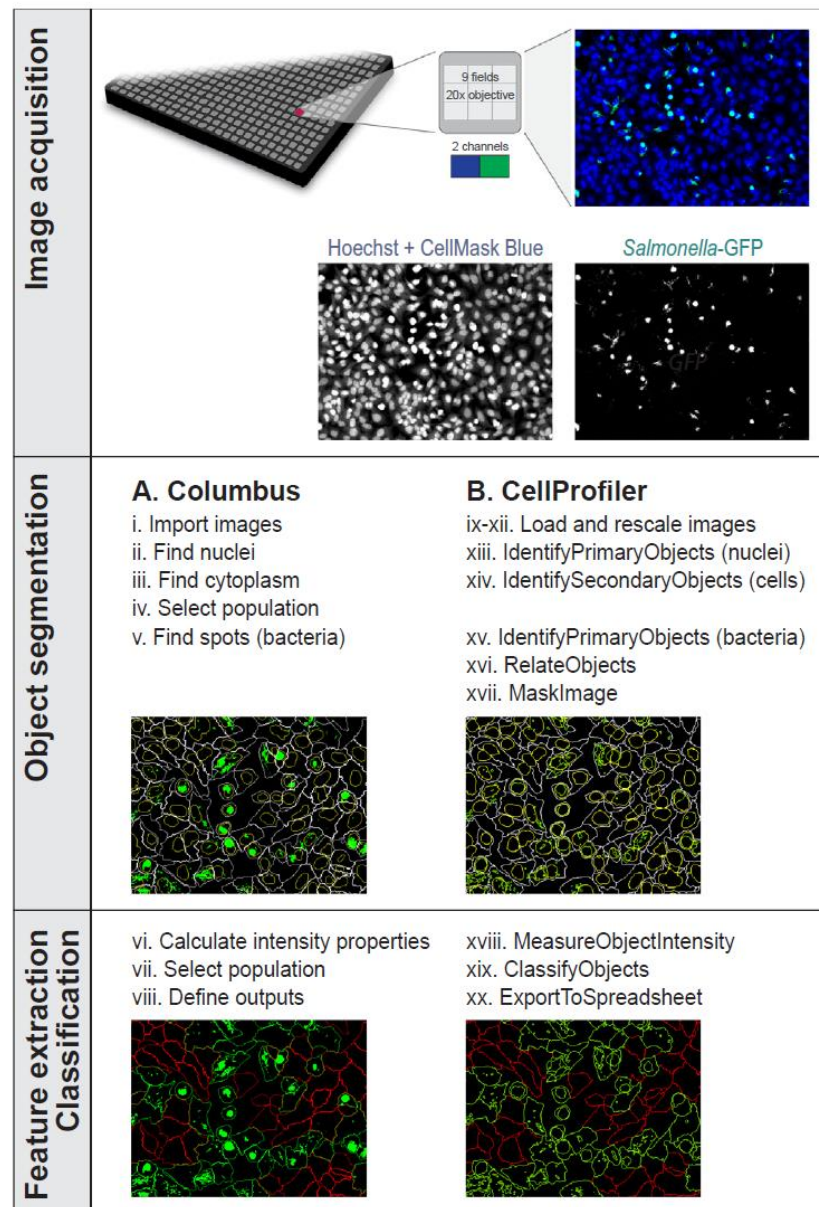 Image acquisition
9 fields
20x objective
2 channels
Hoechst + CellMask Blue
Salmonella-GFP
GFP
Object segmentation
A. Columbus
i. Import images
ii. Find nuclei
iii. Find cytoplasm
iv. Select population
v. Find spots (bacteria)
B. CellProfiler
ix-xii. Load and rescale images
xiii. IdentifyPrimaryObjects (nuclei)
xiv. IdentifySecondaryObjects (cells)
xv. IdentifyPrimaryObjects (bacteria)
xvi. RelateObjects
xvii. MaskImage
Feature extraction
Classification
vi. Calculate intensity properties
vii. Select population
viii. Define outputs
xviii. MeasureObjectIntensity
xix. ClassifyObjects
xx. ExportToSpreadsheet